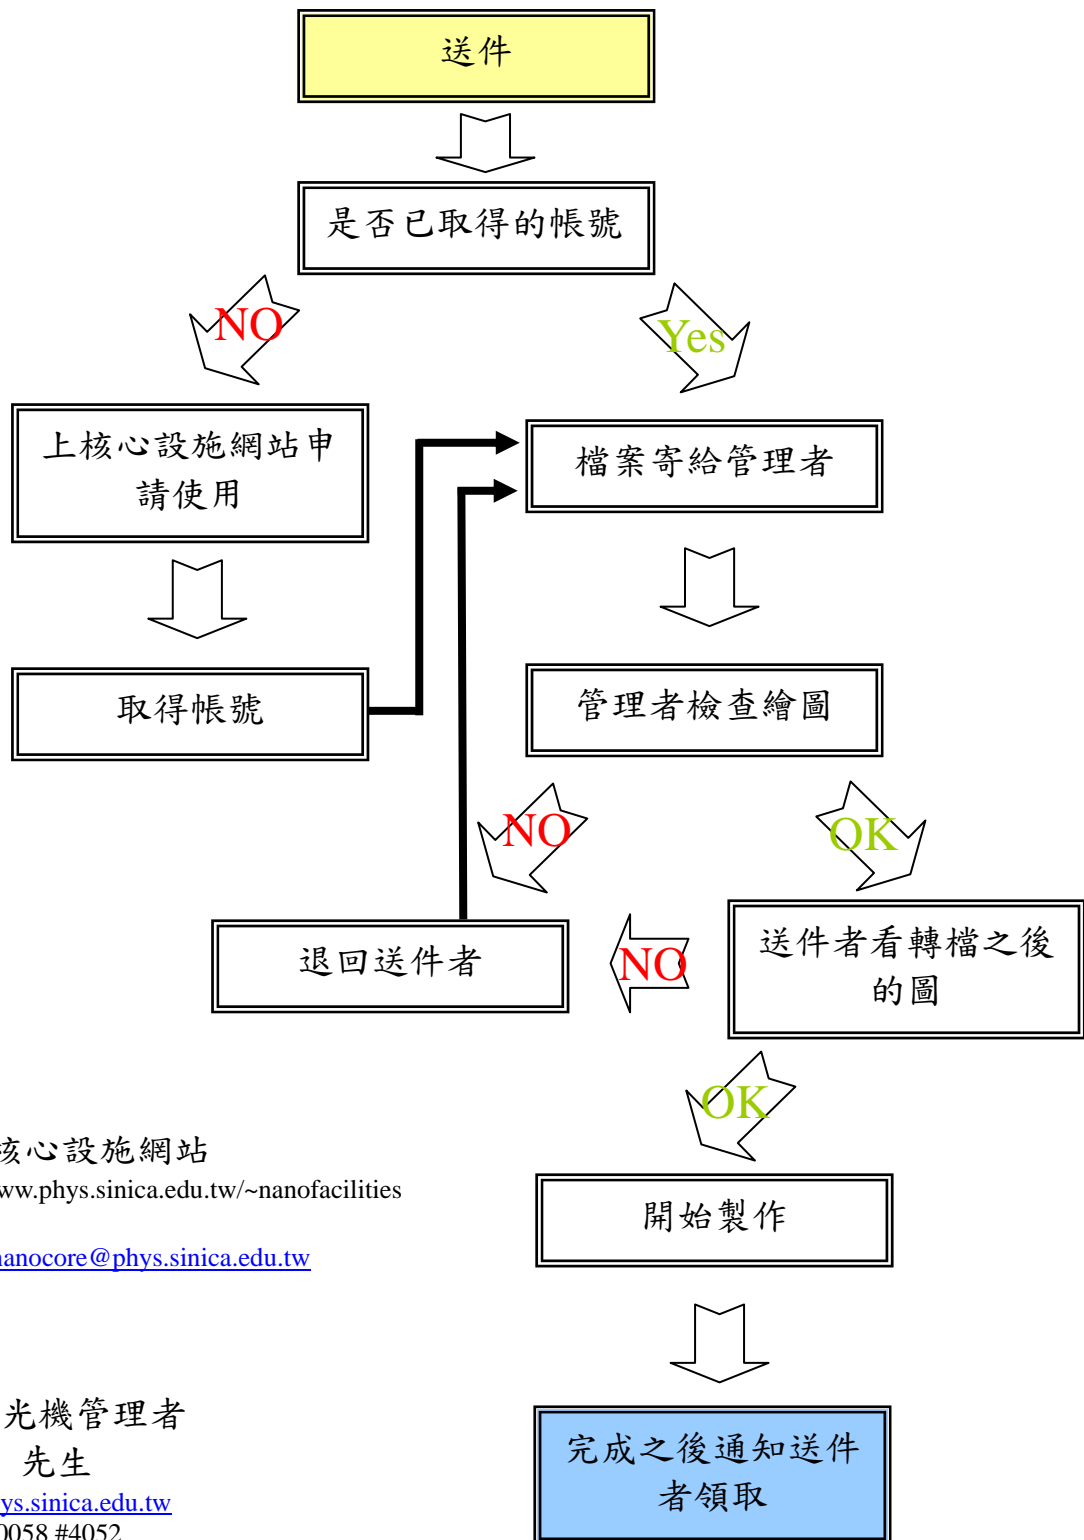 送件
是否已取得的帳號
NO
Yes
上核心設施網站申
請使用
檔案寄給管理者
取得帳號
管理者檢查繪圖
NO
OK
退回送件者
NO
送件者看轉檔之後
的圖
OK
核心設施網站
ww.phys.sinica.edu.tw/~nanofacilities
nanocore@phys.sinica.edu.tw
開始製作
光機管理者
先生
ys.sinica.edu.tw
0058 #4052
完成之後通知送件
者領取